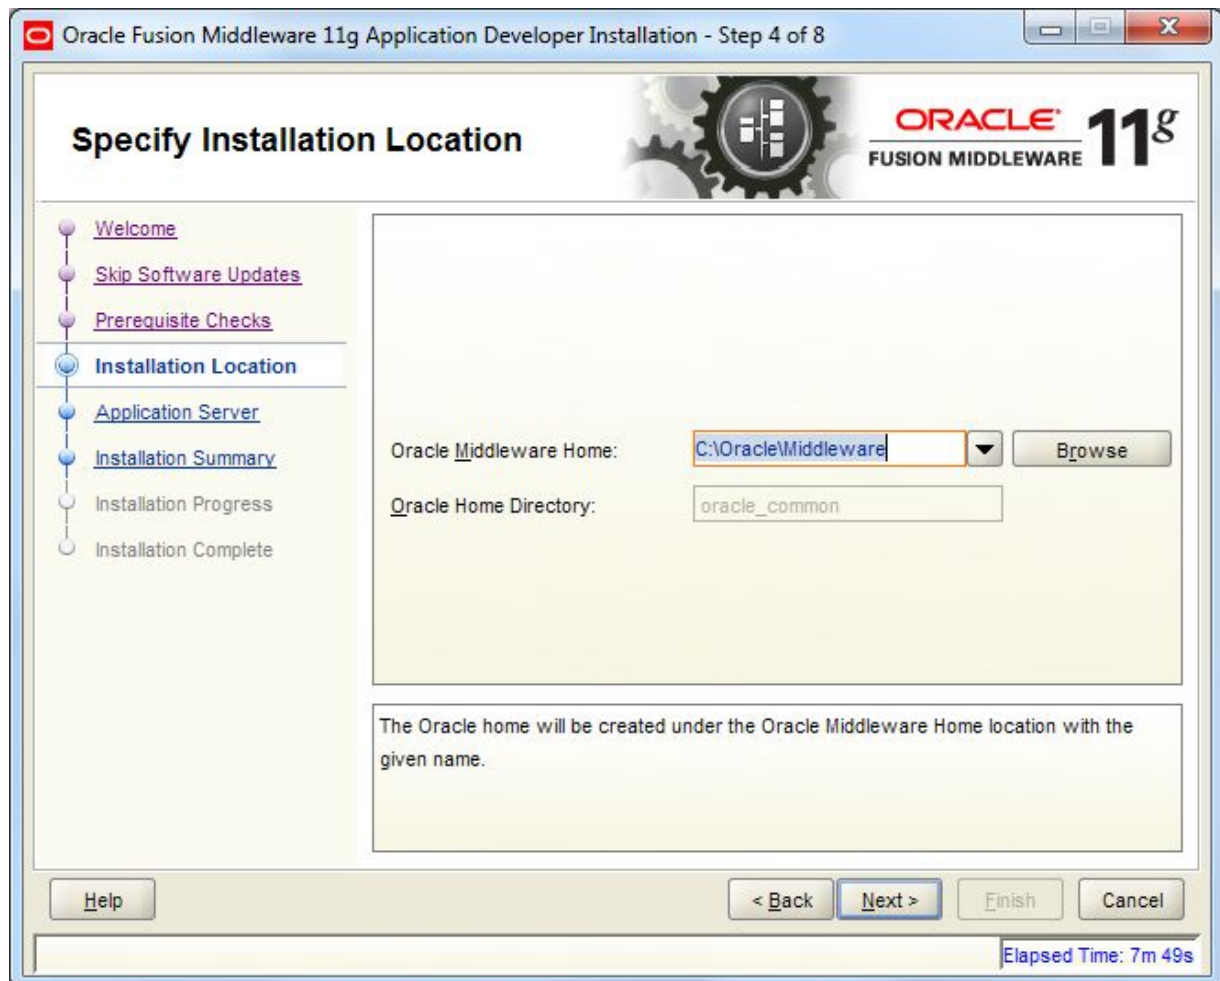 Oracle Fusion Middleware 11g Application Developer Installation - Step 4 of 8
Specify Installation Location
ORACLE
FUSION MIDDLEWARE
11g
Welcome
Skip Software Updates
Prerequisite Checks
Installation Location
Application Server
Installation Summary
Installation Progress
Installation Complete
Oracle Middleware Home:
C:\Oracle\Middleware
Browse
Oracle Home Directory:
oracle_common
The Oracle home will be created under the Oracle Middleware Home location with the
given name.
Help
< Back
Next >
Finish
Cancel
Elapsed Time: 7m 49s